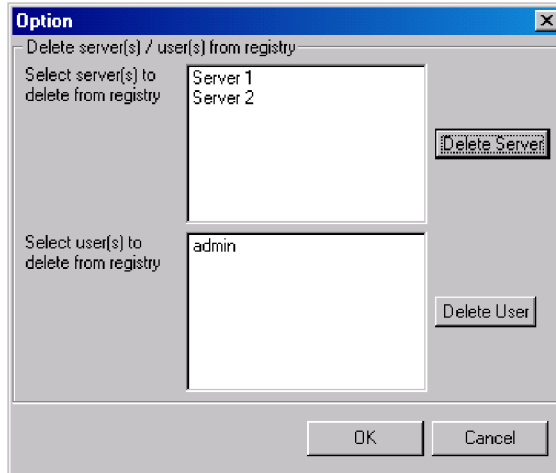 Option
Delete server(s) / user(s) from registry
Select server(s) to
delete from registry
Server 1
Server 2
Delete Server
Select user(s) to
delete from registry
admin
Delete User
OK
Cancel